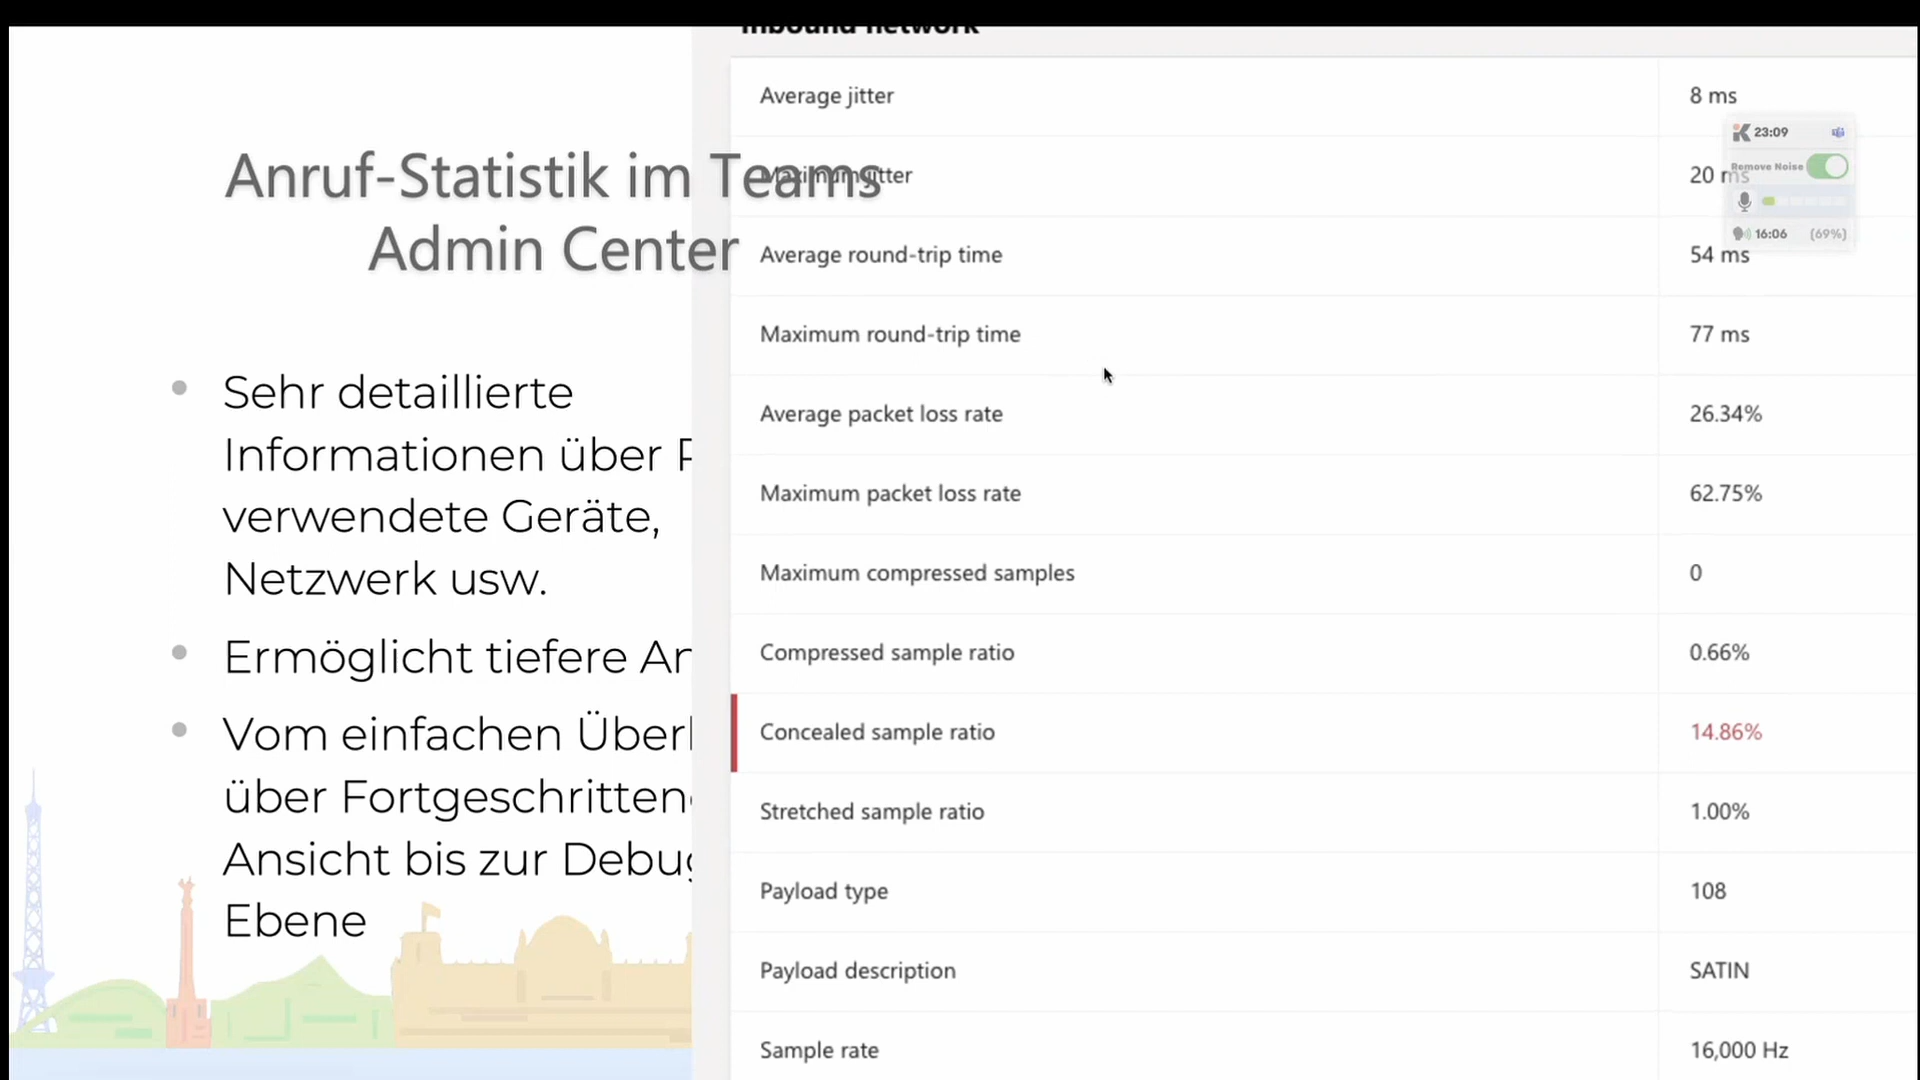 Inbound network
Anruf-Statistik im Teams
Admin Center
Sehr detaillierte
Informationen über
verwendete Geräte,
Netzwerk usw.
Ermöglicht tiefere
Vom einfachen
über
Ansicht bis zur
Ebene
Average jitter 8 ms
Maximum jitter 20 ms
Average round-trip time 54 ms
Maximum round-trip time 77 ms
Average packet loss rate 26.34%
Maximum packet loss rate 62.75%
Maximum compressed samples 0
Compressed sample ratio 0.66%
Concealed sample ratio 14.86%
Stretched sample ratio 1.00%
Payload type 108
Payload description SATIN
Sample rate 16,000 Hz
23:09
Remove Noise
16:06 (69%)